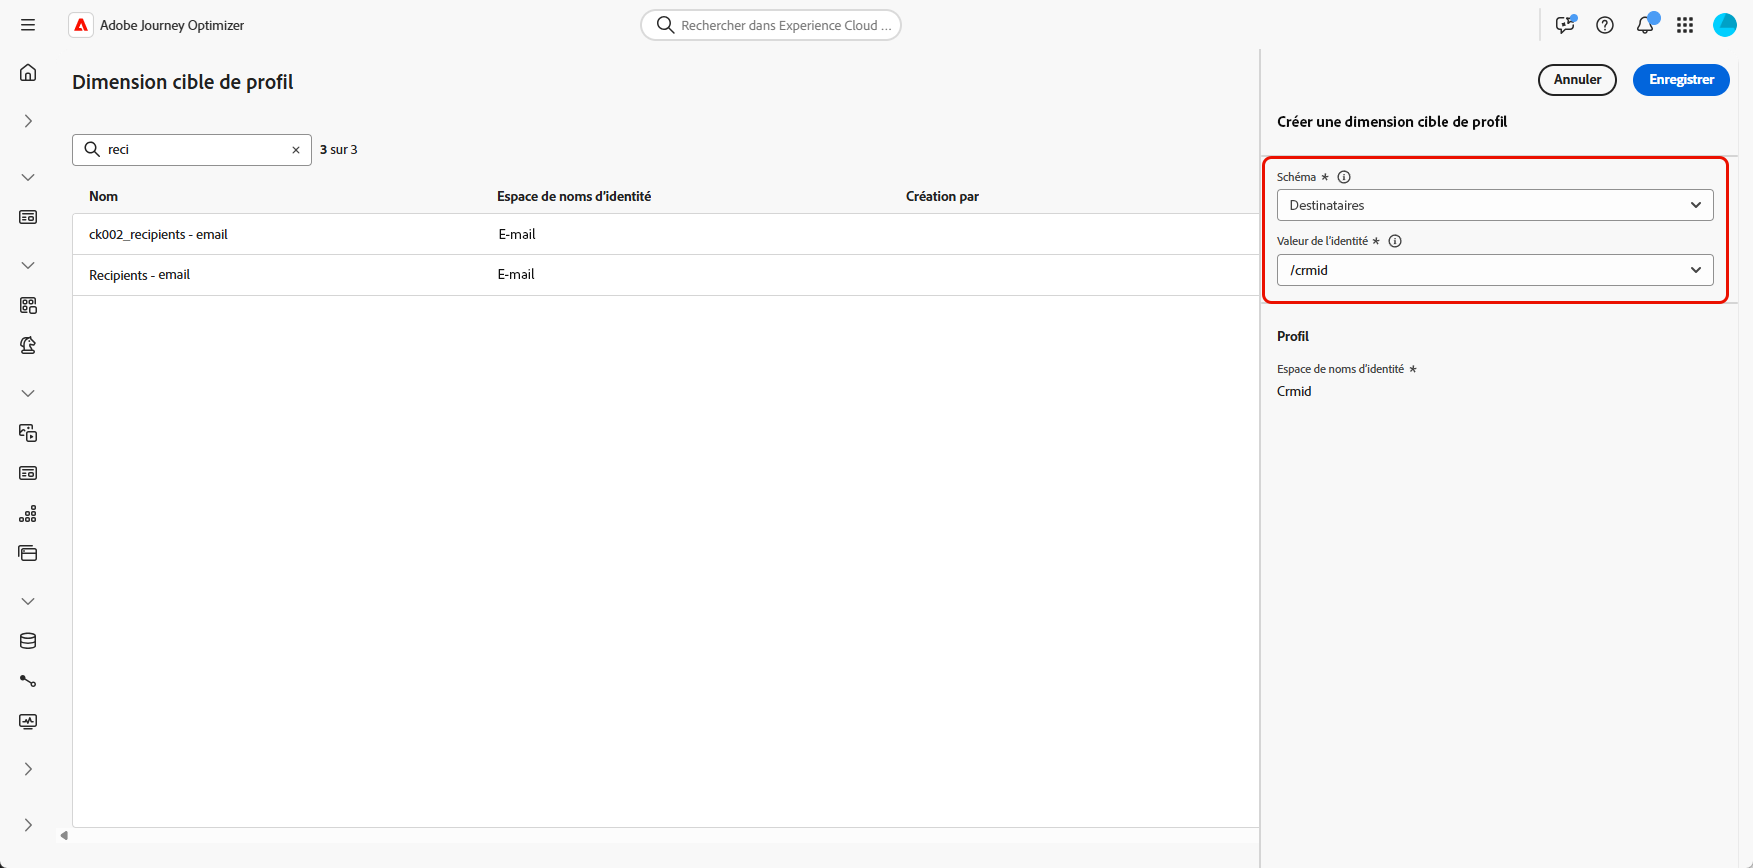 Adobe Journey Optimizer
Rechercher dans Experience Cloud ...
Dimension cible de profil
Annuler
Enregistrer
Créer une dimension cible de profil
reci
3 sur 3
Nom
Espace de noms d'identité
Création par
ck002_recipients - email
E-mail
Recipients - email
E-mail
Schéma *
Destinataires
Valeur de l'identité *
/crmid
Profil
Espace de noms d'identité *
Crmid